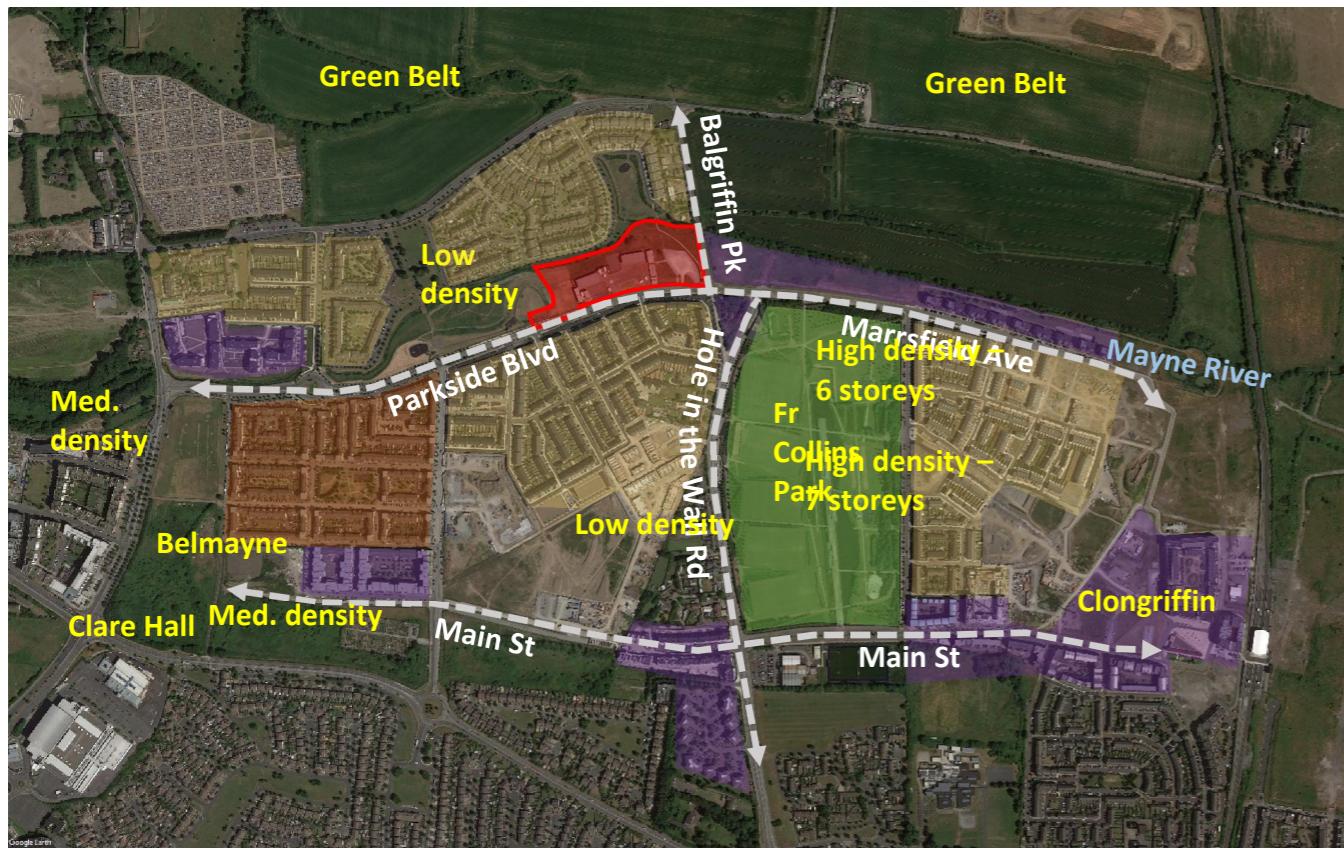 Green Belt
Green Belt
Balgriffin Pk
Low
density
Marrsfield Ave
High density –
6 storeys
Mayne River
Parkside Blvd
Hole in the Wall Rd
Med.
density
Fr
Collins
Park
High density –
7 storeys
Low density
Belmayne
Med. density
Clare Hall
Main St
Clongriffin
Main St
Google Earth